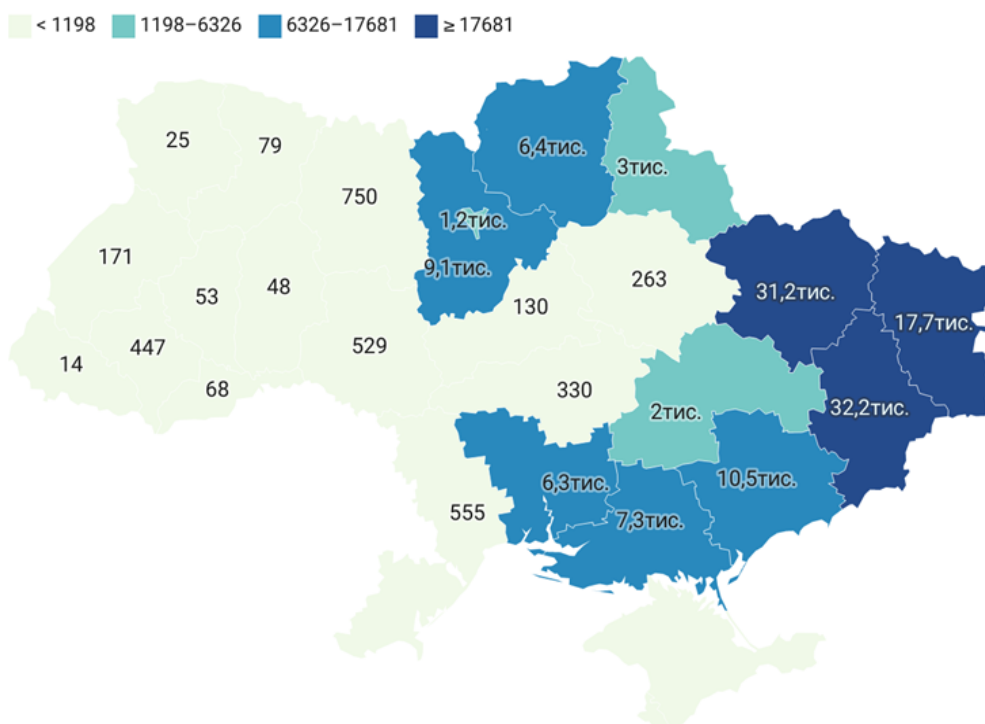 < 1198 1198–6326 6326–17681 ≥ 17681
25
79
6,4тис.
3тис.
750
1,2тис.
171
9,1тис.
263
53
48
130
31,2тис.
17,7тис.
14
447
529
68
330
2тис.
32,2тис.
6,3тис.
10,5тис.
555
7,3тис.